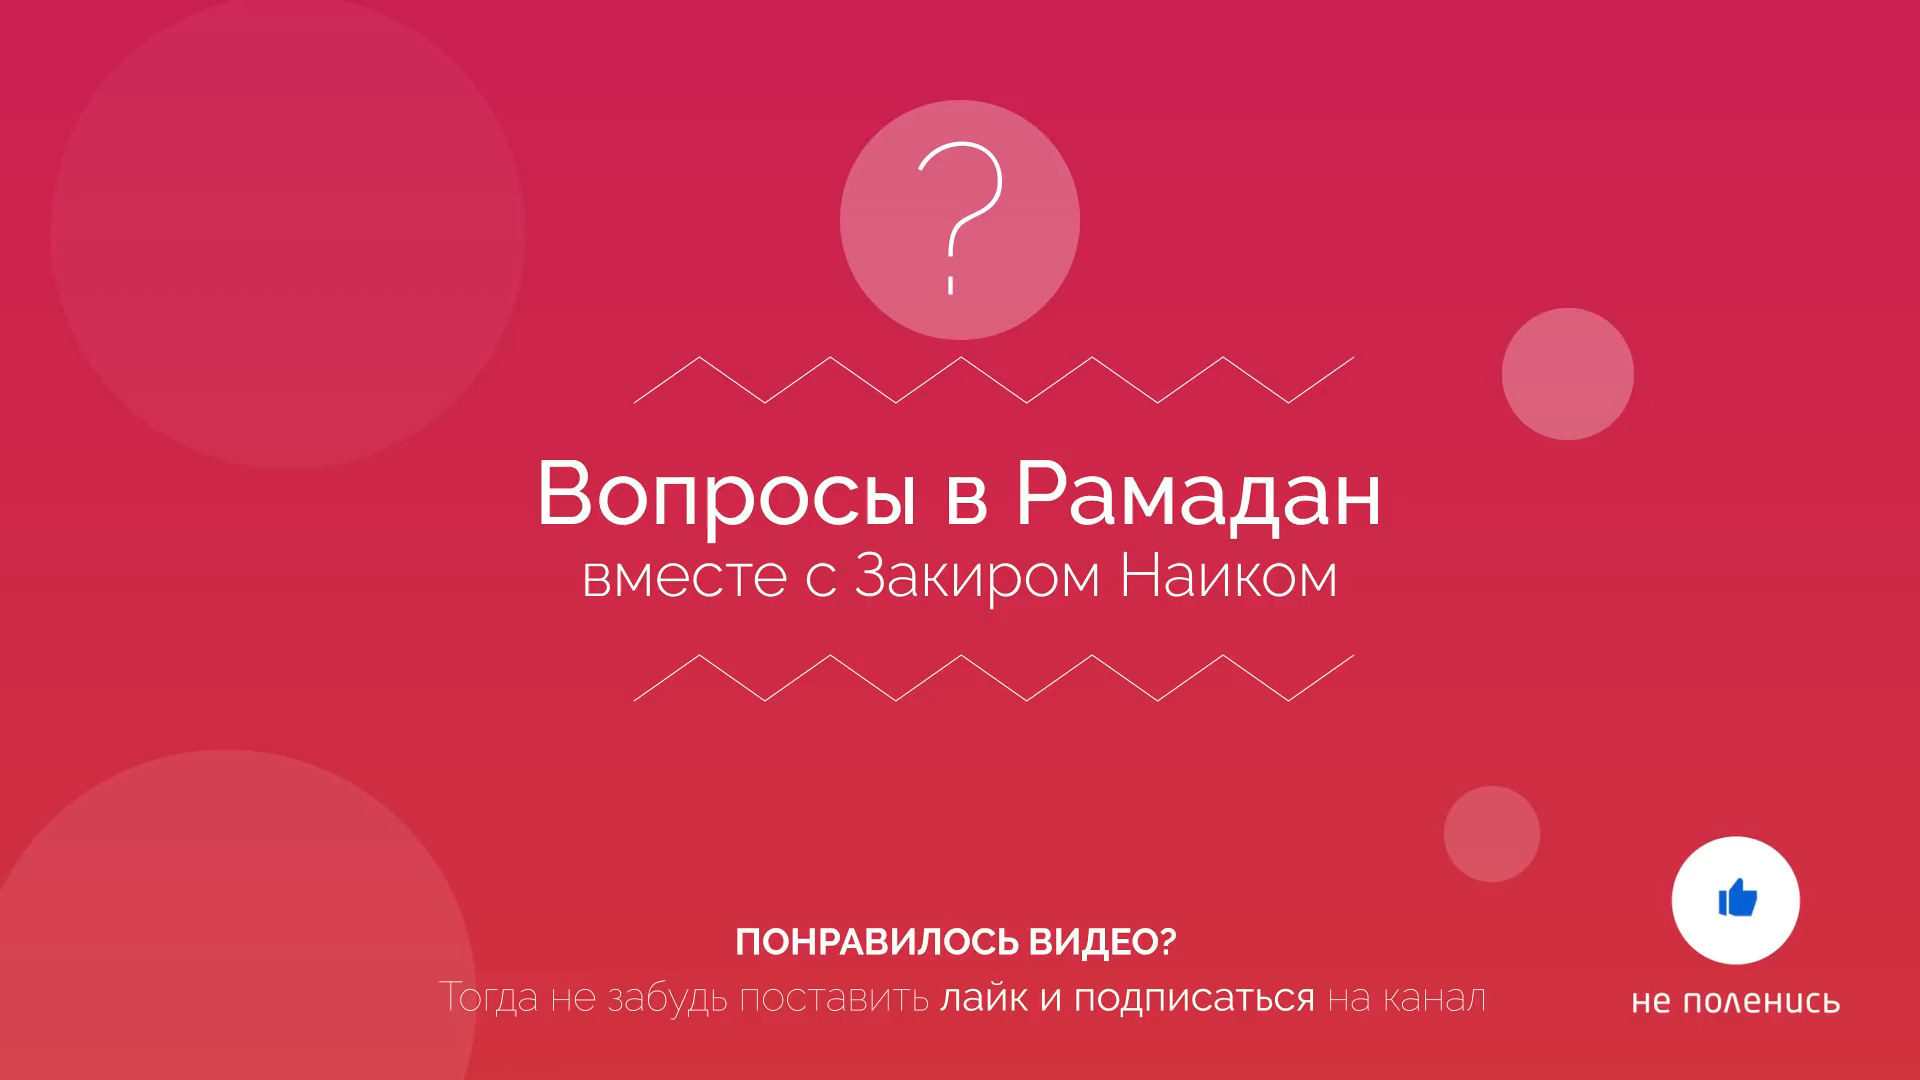 ?
Вопросы в Рамадан
вместе с Закиром Наиком
ПОНРАВИЛОСЬ ВИДЕО?
Тогда не забудь поставить лайк и подписаться на канал
не поленись